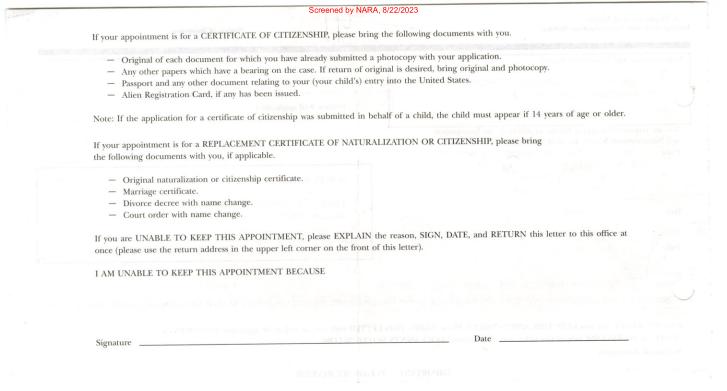 Screened by NARA, 8/22/2023
If your appointment is for a CERTIFICATE OF CITIZENSHIP, please bring the following documents with you.
— Original of each document for which you have already submitted a photocopy with your application.
— Any other papers which have a bearing on the case. If return of original is desired, bring original and photocopy.
— Passport and any other document relating to your (your child's) entry into the United States.
— Alien Registration Card, if any has been issued.
Note: If the application for a certificate of citizenship was submitted in behalf of a child, the child must appear if 14 years of age or older.
If your appointment is for a REPLACEMENT CERTIFICATE OF NATURALIZATION OR CITIZENSHIP, please bring
the following documents with you, if applicable.
— Original naturalization or citizenship certificate.
— Marriage certificate.
— Divorce decree with name change.
— Court order with name change.
If you are UNABLE TO KEEP THIS APPOINTMENT, please EXPLAIN the reason, SIGN, DATE, and RETURN this letter to this office at
once (please use the return address in the upper left corner on the front of this letter).
I AM UNABLE TO KEEP THIS APPOINTMENT BECAUSE
Signature Date